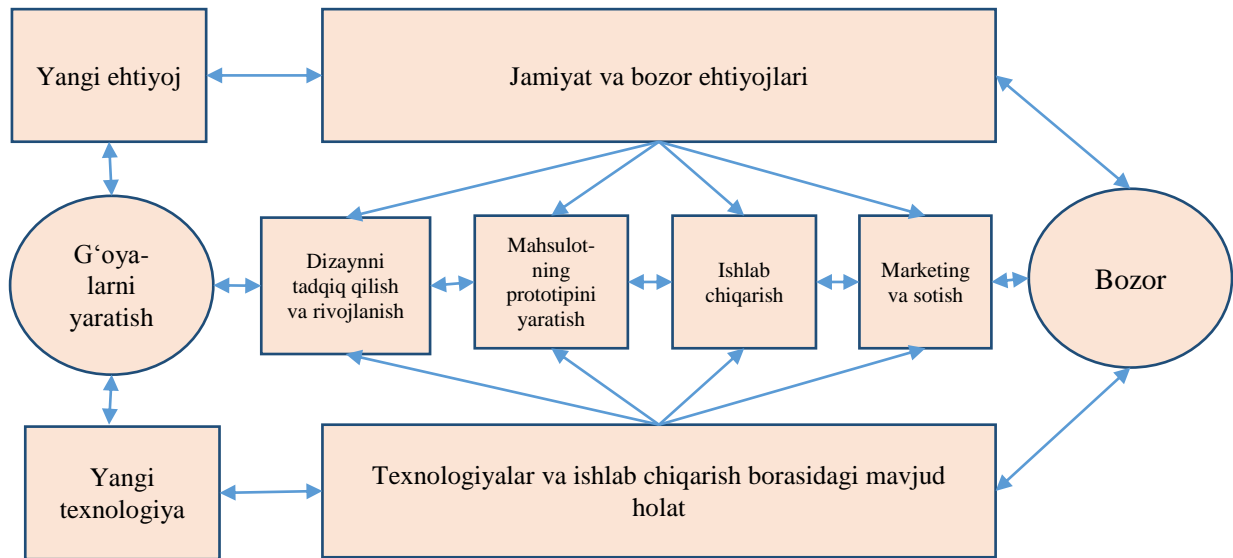 Yangi ehtiyoj
Jamiyat va bozor ehtiyojlari
G‘oya-
larni
yaratish
Dizaynni
tadqiq qilish
va rivojlanish
Mahsulot-
ning
prototipini
yaratish
Ishlab
chiqarish
Marketing
va sotish
Bozor
Yangi
texnologiya
Texnologiyalar va ishlab chiqarish borasidagi mavjud
holat